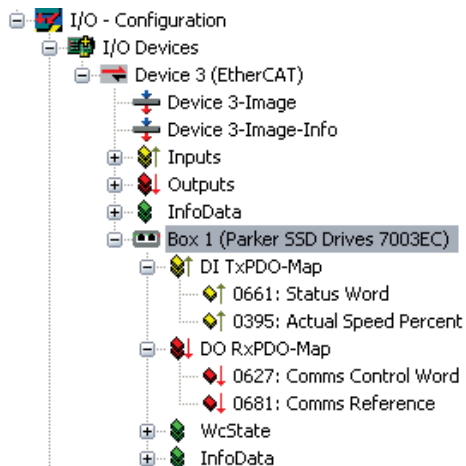 I/O - Configuration
I/O Devices
Device 3 (EtherCAT)
Device 3-Image
Device 3-Image-Info
Inputs
Outputs
InfoData
Box 1 (Parker SSD Drives 7003EC)
DI TxPDO-Map
0661: Status Word
0395: Actual Speed Percent
DO RxPDO-Map
0627: Comms Control Word
0681: Comms Reference
WcState
InfoData